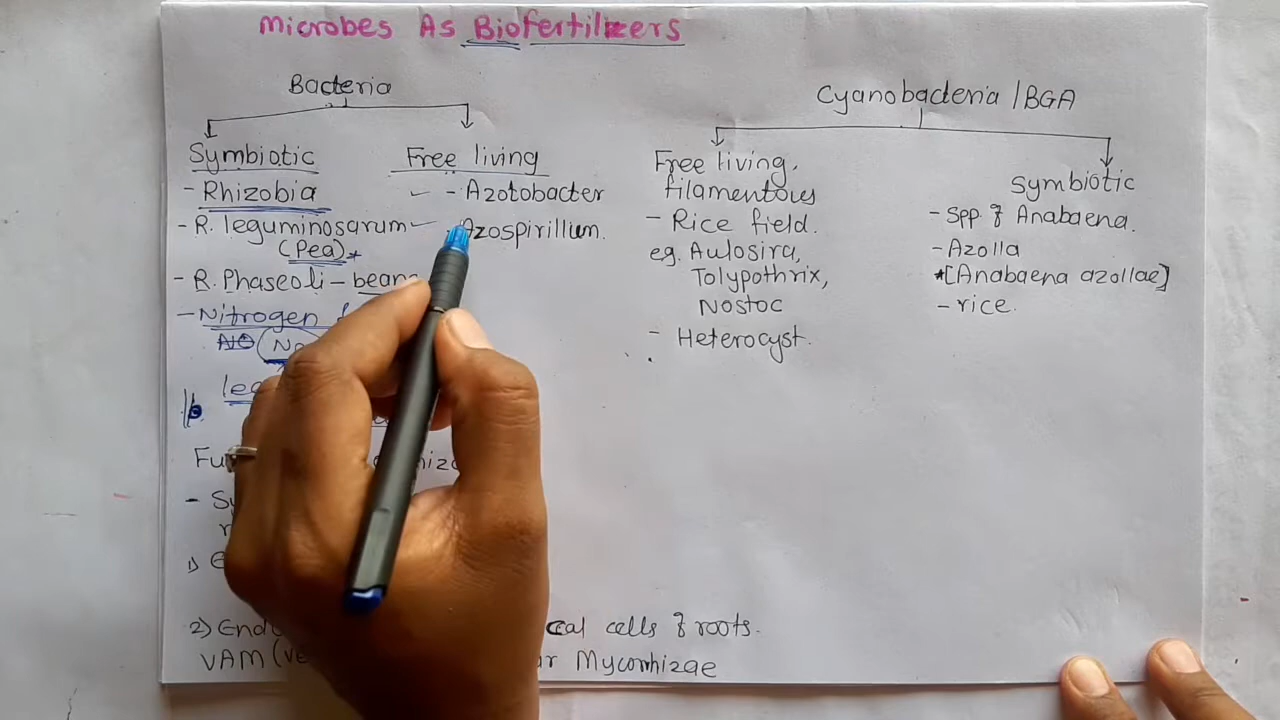 Microbes As Biofertilizers
Bacteria
Symbiotic
- Rhizobia
- R. leguminosarum
(Pea)*
- R. Phaseoli - beans
- Nitrogen
Free living
- Azotobacter
- Azospirillum.
Cyanobacteria / BGA
Free living,
filamentous
- Rice field.
eg. Aulosira,
Tolypothrix,
Nostoc
- Heterocyst.
Symbiotic
- Spp. of Anabaena.
- Azolla
*[Anabaena azollae]
- rice.
1)
2)
cal cells of roots.
VAM (
Mycorrhizae